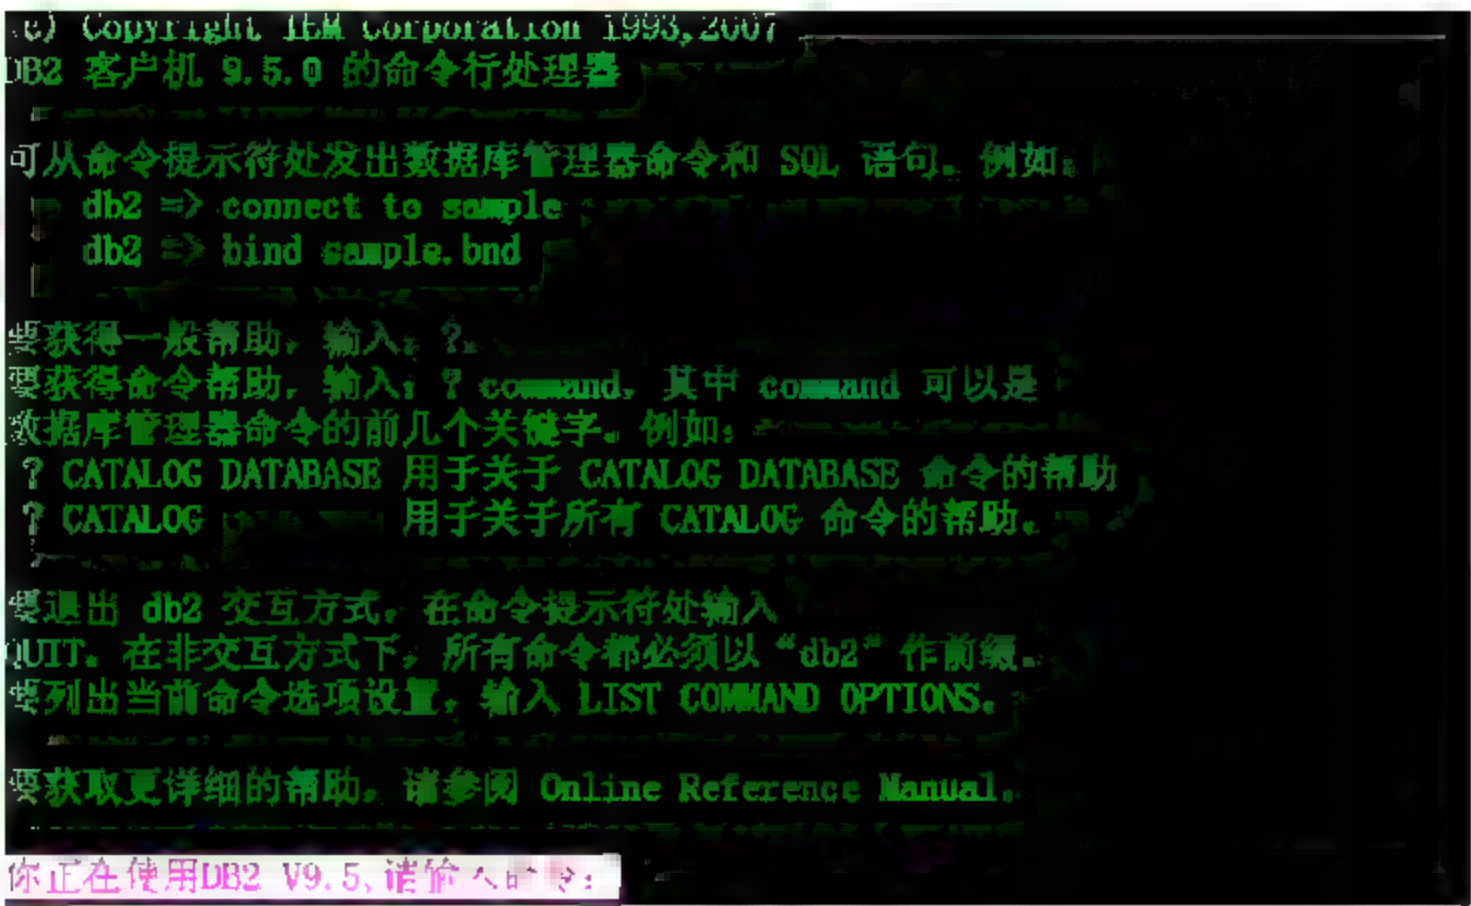 (c) Copyright IBM Corporation 1993,2007
DB2 客户机 9.5.0 的命令行处理器
可从命令提示符处发出数据库管理器命令和 SQL 语句。例如：
db2 => connect to sample
db2 => bind sample.bnd
要获得一般帮助，输入：?。
要获得命令帮助，输入：? command，其中 command 可以是
数据库管理器命令的前几个关键字。例如：
? CATALOG DATABASE 用于关于 CATALOG DATABASE 命令的帮助
? CATALOG 用于关于所有 CATALOG 命令的帮助。
要退出 db2 交互方式，在命令提示符处输入
QUIT。在非交互方式下，所有命令都必须以“db2”作前缀。
要列出当前命令选项设置，输入 LIST COMMAND OPTIONS。
要获取更详细的帮助，请参阅 Online Reference Manual。
你正在使用DB2 V9.5,请输入